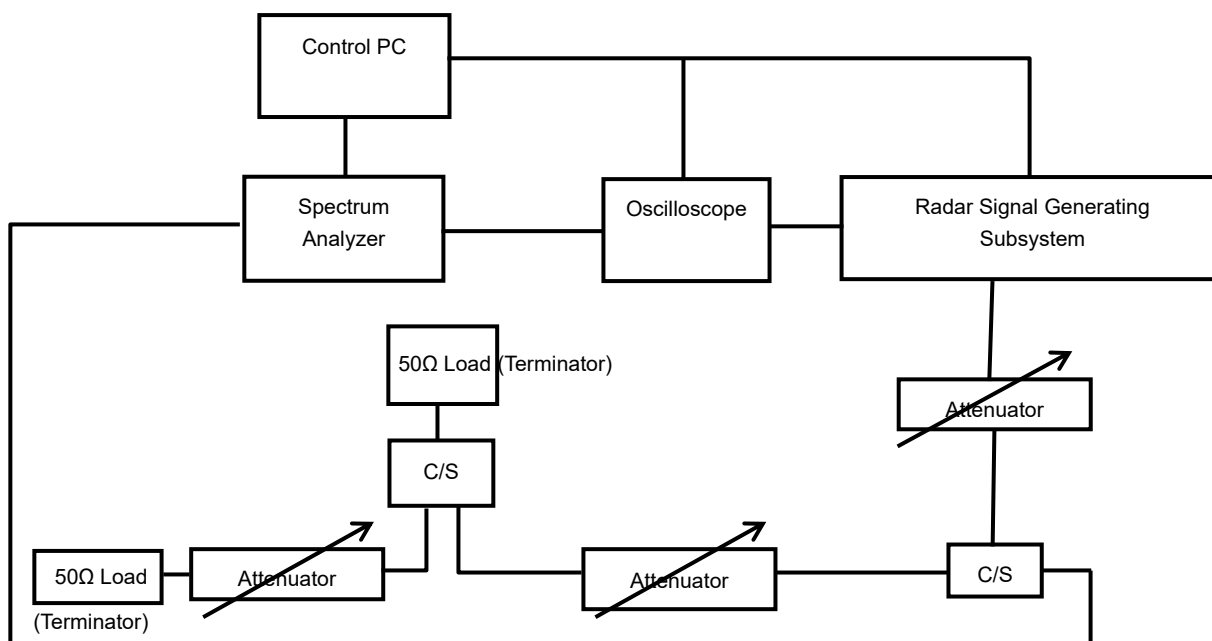 Control PC
Spectrum
Analyzer
Oscilloscope
Radar Signal Generating
Subsystem
50Ω Load (Terminator)
Attenuator
C/S
50Ω Load
(Terminator)
Attenuator
Attenuator
C/S